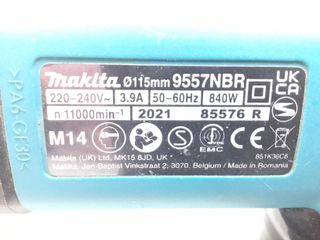 makita Ø115mm 9557NBR
220-240V~ 3.9A 50-60Hz 840W
n 11000min⁻¹ 2021 85576 R
M14
EMC
UK
CA
Makita (UK) Ltd, MK15 8JD, UK
Makita, Jan-Baptist Vinkstraat 2, 3070, Belgium / Made in Romania
851K36C6
>PA6-GF30<